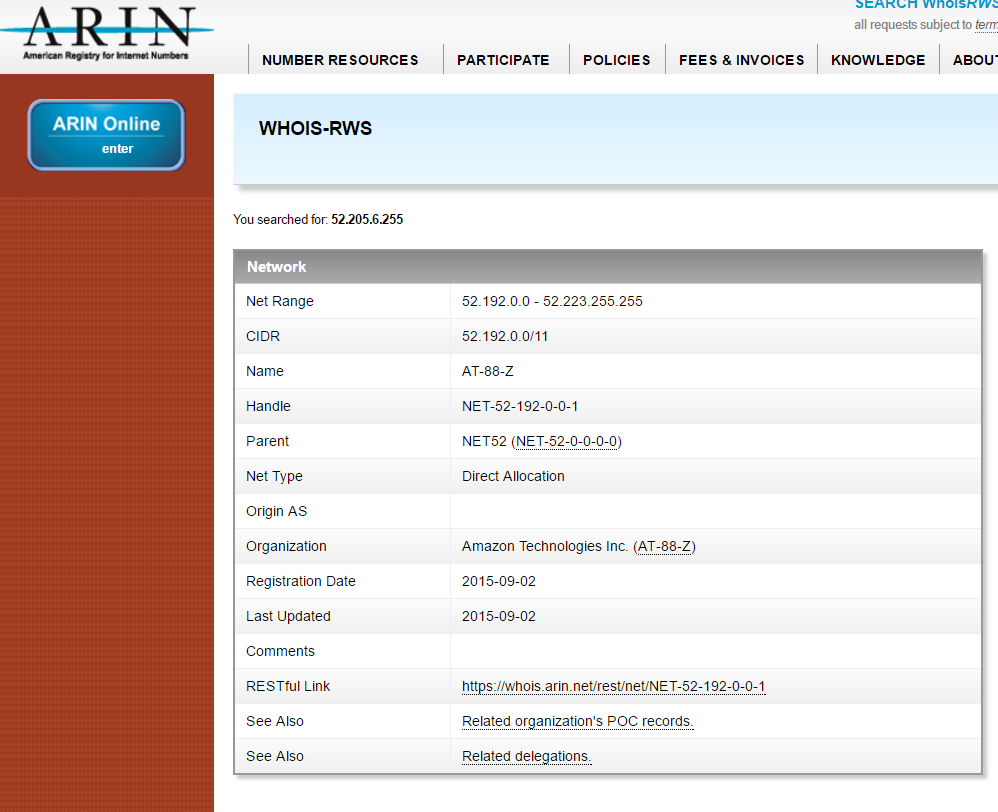 ARIN
American Registry for Internet Numbers
SEARCH WhoisRWS
all requests subject to term
NUMBER RESOURCES PARTICIPATE POLICIES FEES & INVOICES KNOWLEDGE ABOUT
ARIN Online
enter
WHOIS-RWS
You searched for: 52.205.6.255
Network
Net Range 52.192.0.0 - 52.223.255.255
CIDR 52.192.0.0/11
Name AT-88-Z
Handle NET-52-192-0-0-1
Parent NET52 (NET-52-0-0-0-0)
Net Type Direct Allocation
Origin AS
Organization Amazon Technologies Inc. (AT-88-Z)
Registration Date 2015-09-02
Last Updated 2015-09-02
Comments
RESTful Link https://whois.arin.net/rest/net/NET-52-192-0-0-1
See Also Related organization's POC records.
See Also Related delegations.